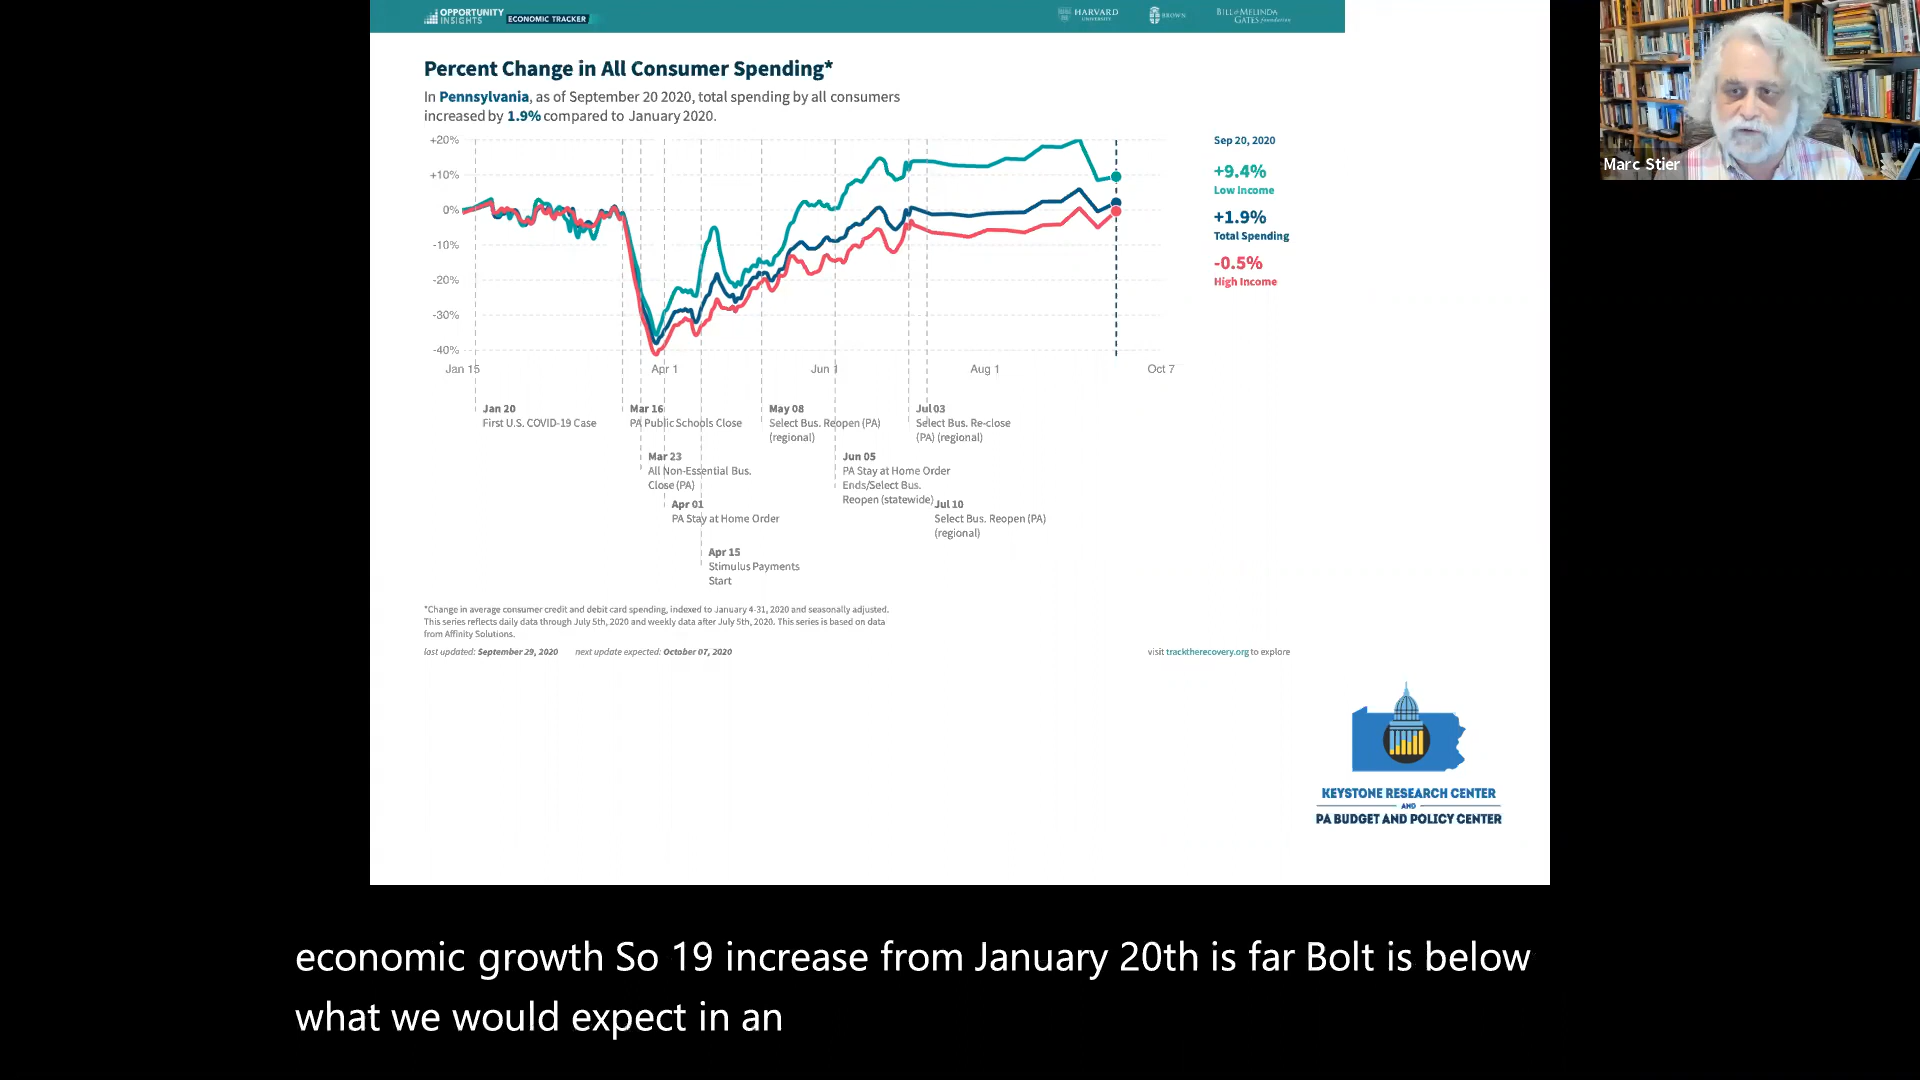 OPPORTUNITY
INSIGHTS
ECONOMIC TRACKER
HARVARD
UNIVERSITY
BROWN
BILL & MELINDA
GATES foundation
Percent Change in All Consumer Spending*
In Pennsylvania, as of September 20 2020, total spending by all consumers
increased by 1.9% compared to January 2020.
+20%
+10%
0%
-10%
-20%
-30%
-40%
Jan 15
Apr 1
Jun 1
Aug 1
Oct 7
Sep 20, 2020
+9.4%
Low Income
+1.9%
Total Spending
-0.5%
High Income
Jan 20
First U.S. COVID-19 Case
Mar 16
PA Public Schools Close
Mar 23
All Non-Essential Bus.
Close (PA)
Apr 01
PA Stay at Home Order
Apr 15
Stimulus Payments
Start
May 08
Select Bus. Reopen (PA)
(regional)
Jun 05
PA Stay at Home Order
Ends/Select Bus.
Reopen (statewide)
Jul 03
Select Bus. Re-close
(PA) (regional)
Jul 10
Select Bus. Reopen (PA)
(regional)
*Change in average consumer credit and debit card spending, indexed to January 4-31, 2020 and seasonally adjusted.
This series reflects daily data through July 5th, 2020 and weekly data after July 5th, 2020. This series is based on data
from Affinity Solutions.
last updated: September 29, 2020 next update expected: October 07, 2020
visit tracktherecovery.org to explore
KEYSTONE RESEARCH CENTER
AND
PA BUDGET AND POLICY CENTER
Marc Stier
economic growth So 19 increase from January 20th is far Bolt is below
what we would expect in an